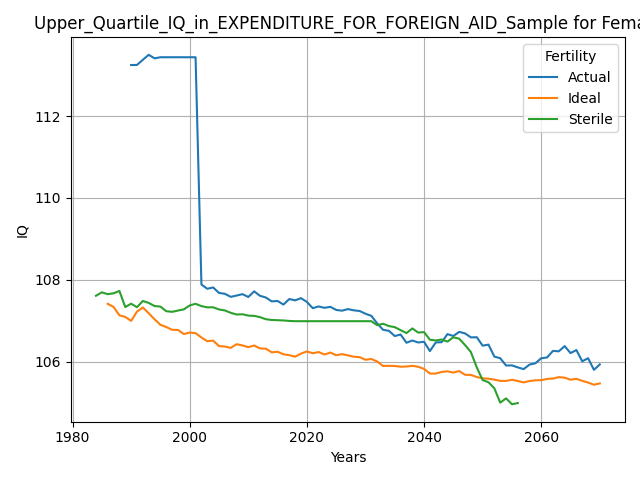 Upper_Quartile_IQ_in_EXPENDITURE_FOR_FOREIGN_AID_Sample for Fema
Fertility
Actual
Ideal
Sterile
112
110
108
106
IQ
1980 2000 2020 2040 2060
Years